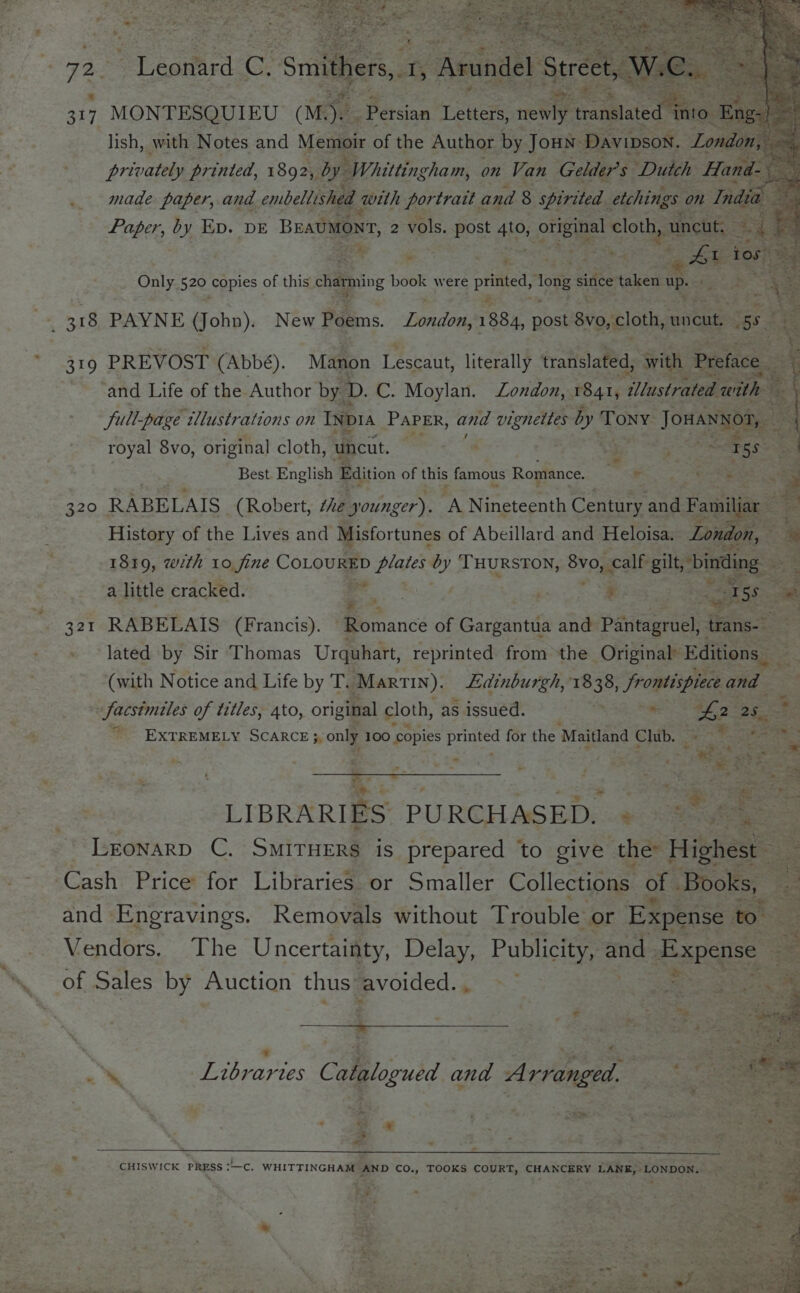 72 Leonard C. Smithers, 1, Arundel Street, W.C.
317 MONTESQUIEU (M.). Persian Letters, newly translated into Eng-
lish, with Notes and Memoir of the Author by JOHN DAVIDSON. London,
privately printed, 1892, by Whittingham, on Van Gelder's Dutch Hand-
made paper, and embellished with portrait and 8 spirited etchings on India
Paper, by ED. DE BEAUMONT, 2 vols. post 4to, original cloth, uncut.
£1 10s
Only 520 copies of this charming book were printed, long since taken up.
318 PAYNE (John). New Poems. London, 1884, post 8vo, cloth, uncut. 5s
319 PREVOST (Abbé). Manon Lescaut, literally translated, with Preface
and Life of the Author by D. C. Moylan. London, 1841, illustrated with
full-page illustrations on INDIA PAPER, and vignettes by TONY JOHANNOT,
royal 8vo, original cloth, uncut. 15s
Best English Edition of this famous Romance.
320 RABELAIS (Robert, the younger). A Nineteenth Century and Familiar
History of the Lives and Misfortunes of Abeillard and Heloisa. London,
1819, with 10 fine COLOURED plates by THURSTON, 8vo, calf gilt, binding
a little cracked. 15s
321 RABELAIS (Francis). Romance of Gargantua and Pantagruel, trans-
lated by Sir Thomas Urquhart, reprinted from the Original Editions
(with Notice and Life by T. MARTIN). Edinburgh, 1838, frontispiece and
facsimiles of titles, 4to, original cloth, as issued. £2 2s
EXTREMELY SCARCE; only 100 copies printed for the Maitland Club.
LIBRARIES PURCHASED.
LEONARD C. SMITHERS is prepared to give the Highest
Cash Price for Libraries or Smaller Collections of Books,
and Engravings. Removals without Trouble or Expense to
Vendors. The Uncertainty, Delay, Publicity, and Expense
of Sales by Auction thus avoided.
Libraries Catalogued and Arranged.
CHISWICK PRESS:—C. WHITTINGHAM AND CO., TOOKS COURT, CHANCERY LANE, LONDON.